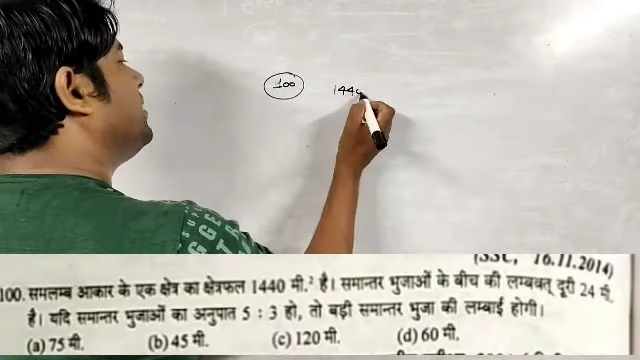 100
144
(SSC, 16.11.2014)
100. समलम्ब आकार के एक क्षेत्र का क्षेत्रफल 1440 मी.² है। समान्तर भुजाओं के बीच की लम्बवत् दूरी 24 मी.
है। यदि समान्तर भुजाओं का अनुपात 5 : 3 हो, तो बड़ी समान्तर भुजा की लम्बाई होगी।
(a) 75 मी. (b) 45 मी. (c) 120 मी. (d) 60 मी.